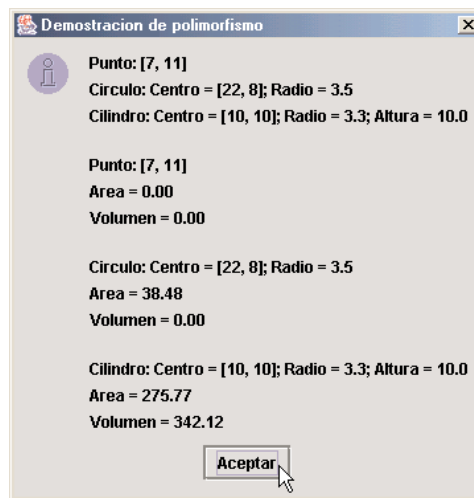 Demostracion de polimorfismo
Punto: [7, 11]
Circulo: Centro = [22, 8]; Radio = 3.5
Cilindro: Centro = [10, 10]; Radio = 3.3; Altura = 10.0
Punto: [7, 11]
Area = 0.00
Volumen = 0.00
Circulo: Centro = [22, 8]; Radio = 3.5
Area = 38.48
Volumen = 0.00
Cilindro: Centro = [10, 10]; Radio = 3.3; Altura = 10.0
Area = 275.77
Volumen = 342.12
Aceptar